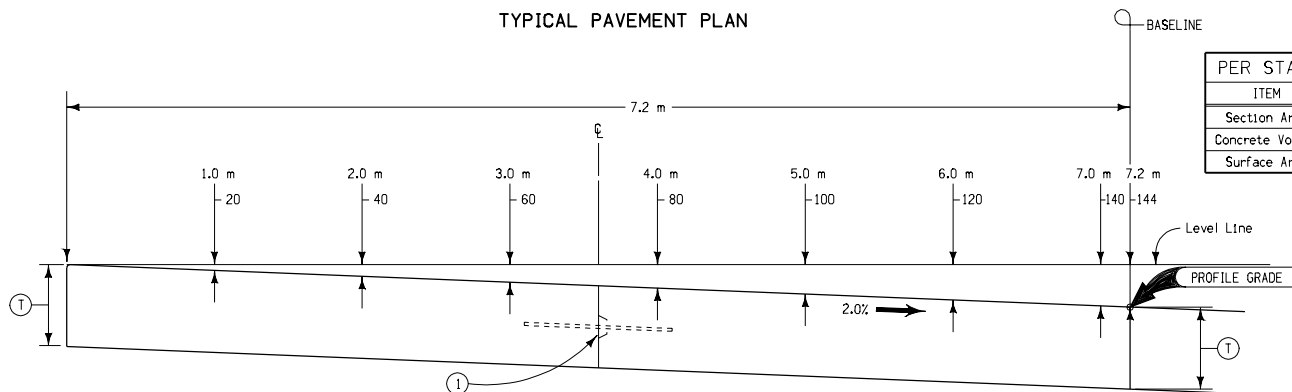 TYPICAL PAVEMENT PLAN
BASELINE
PER STA
ITEM
Section Ar
Concrete Vo
Surface Ar
7.2 m
℄
1.0 m 2.0 m 3.0 m 4.0 m 5.0 m 6.0 m 7.0 m 7.2 m
20 40 60 80 100 120 140 144
Level Line
PROFILE GRADE
2.0%
T
T
1